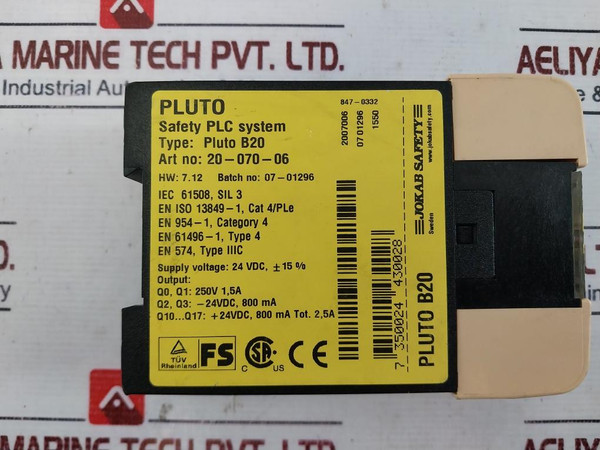 A MARINE TECH PVT. LTD.
AELIYA
Industrial Auto
PLUTO
Safety PLC system
Type: Pluto B20
Art no: 20-070-06
HW: 7.12 Batch no: 07-01296
IEC 61508, SIL 3
EN ISO 13849-1, Cat 4/PLe
EN 954-1, Category 4
EN 61496-1, Type 4
EN 574, Type IIIC
Supply voltage: 24 VDC, ±15 %
Output:
Q0, Q1: 250V 1,5A
Q2, Q3: -24VDC, 800 mA
Q10...Q17: +24VDC, 800 mA Tot. 2,5A
TÜV
Rheinland
FS
C SA US
CE
847-0332
2007006
07 01296
1550
7 350024 430028
JOKAB SAFETY
www.jokabsafety.com
Sweden
PLUTO B20
YA MARINE TECH PVT. LTD.
AELIYA